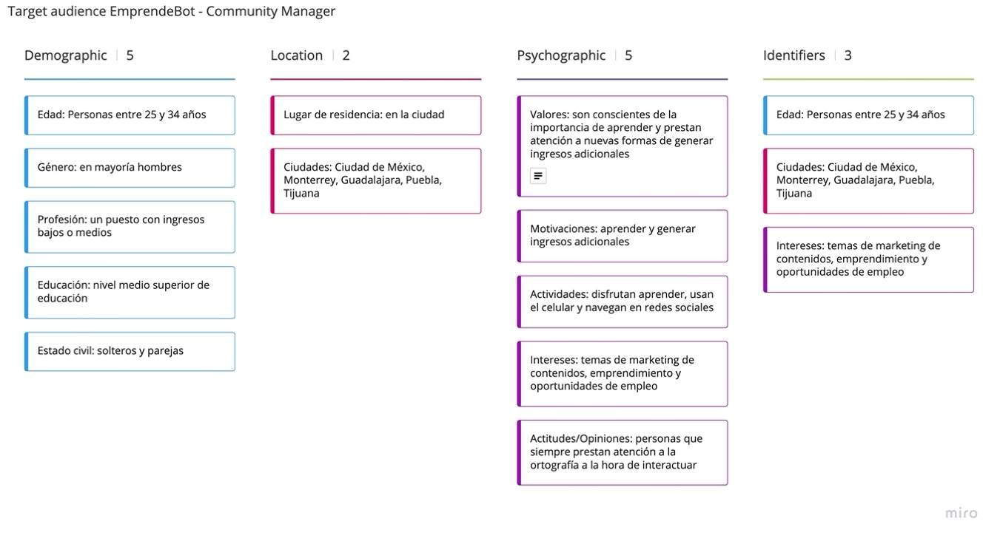 Target audience EmprendeBot - Community Manager
Demographic | 5
Edad: Personas entre 25 y 34 años
Género: en mayoría hombres
Profesión: un puesto con ingresos
bajos o medios
Educación: nivel medio superior de
educación
Estado civil: solteros y parejas
Location | 2
Lugar de residencia: en la ciudad
Ciudades: Ciudad de México,
Monterrey, Guadalajara, Puebla,
Tijuana
Psychographic | 5
Valores: son conscientes de la
importancia de aprender y prestan
atención a nuevas formas de generar
ingresos adicionales
Motivaciones: aprender y generar
ingresos adicionales
Actividades: disfrutan aprender, usan
el celular y navegan en redes sociales
Intereses: temas de marketing de
contenidos, emprendimiento y
oportunidades de empleo
Actitudes/Opiniones: personas que
siempre prestan atención a la
ortografía a la hora de interactuar
Identifiers | 3
Edad: Personas entre 25 y 34 años
Ciudades: Ciudad de México,
Monterrey, Guadalajara, Puebla,
Tijuana
Intereses: temas de marketing de
contenidos, emprendimiento y
oportunidades de empleo
miro